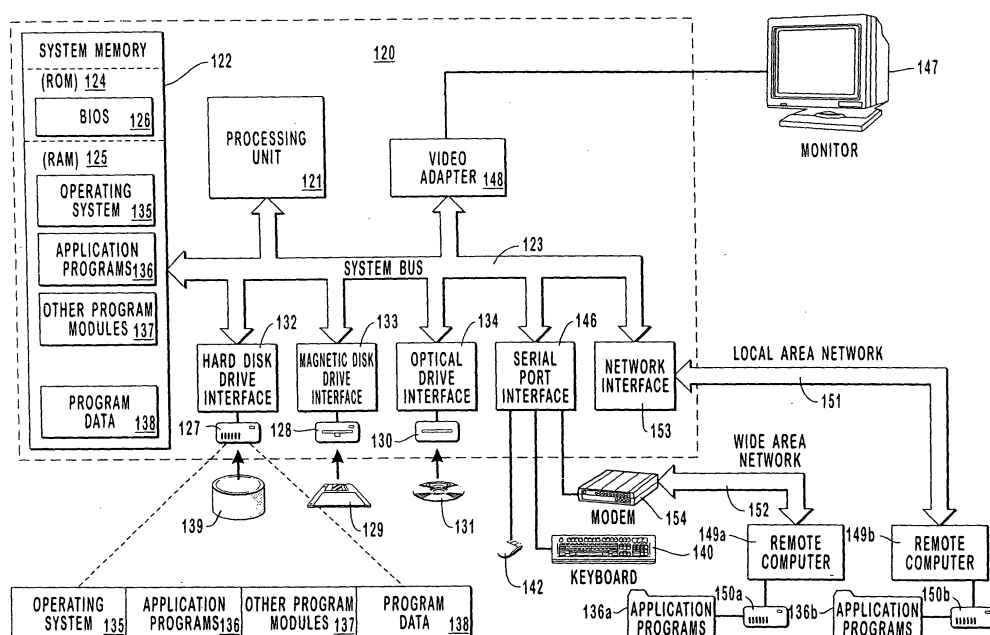 SYSTEM MEMORY
(ROM) 124
BIOS
126
(RAM) 125
OPERATING
SYSTEM 135
APPLICATION
PROGRAMS 136
OTHER PROGRAM
MODULES 137
PROGRAM
DATA 138
122
120
PROCESSING
UNIT
121
VIDEO
ADAPTER 148
147
MONITOR
123
SYSTEM BUS
132
HARD DISK
DRIVE
INTERFACE
133
MAGNETIC DISK
DRIVE
INTERFACE
134
OPTICAL
DRIVE
INTERFACE
146
SERIAL
PORT
INTERFACE
NETWORK
INTERFACE
153
LOCAL AREA NETWORK
151
127
128
130
WIDE AREA
NETWORK
152
139
129
131
MODEM
154
142
KEYBOARD
140
149a
REMOTE
COMPUTER
149b
REMOTE
COMPUTER
OPERATING
SYSTEM 135
APPLICATION
PROGRAMS 136
OTHER PROGRAM
MODULES 137
PROGRAM
DATA 138
136a
APPLICATION
PROGRAMS
150a
136b
APPLICATION
PROGRAMS
150b